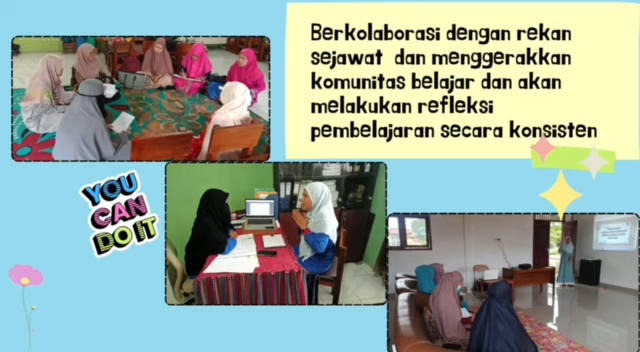 Berkolaborasi dengan rekan
sejawat dan menggerakkan
komunitas belajar dan akan
melakukan refleksi
pembelajaran secara konsisten
YOU
CAN
DO IT